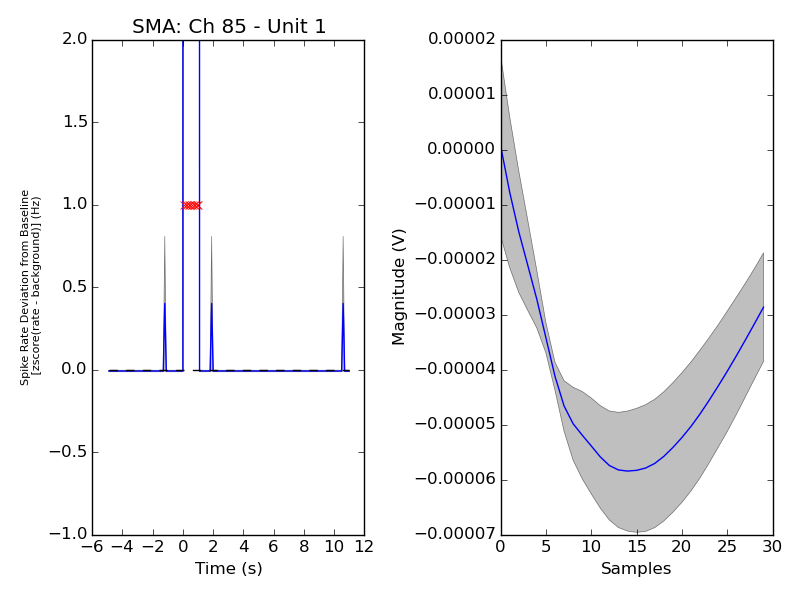 SMA: Ch 85 - Unit 1
Spike Rate Deviation from Baseline
[zscore(rate - background)] (Hz)
2.0
1.5
1.0
0.5
0.0
−0.5
−1.0
−6 −4 −2 0 2 4 6 8 10 12
Time (s)
Magnitude (V)
0.00002
0.00001
0.00000
−0.00001
−0.00002
−0.00003
−0.00004
−0.00005
−0.00006
−0.00007
0 5 10 15 20 25 30
Samples